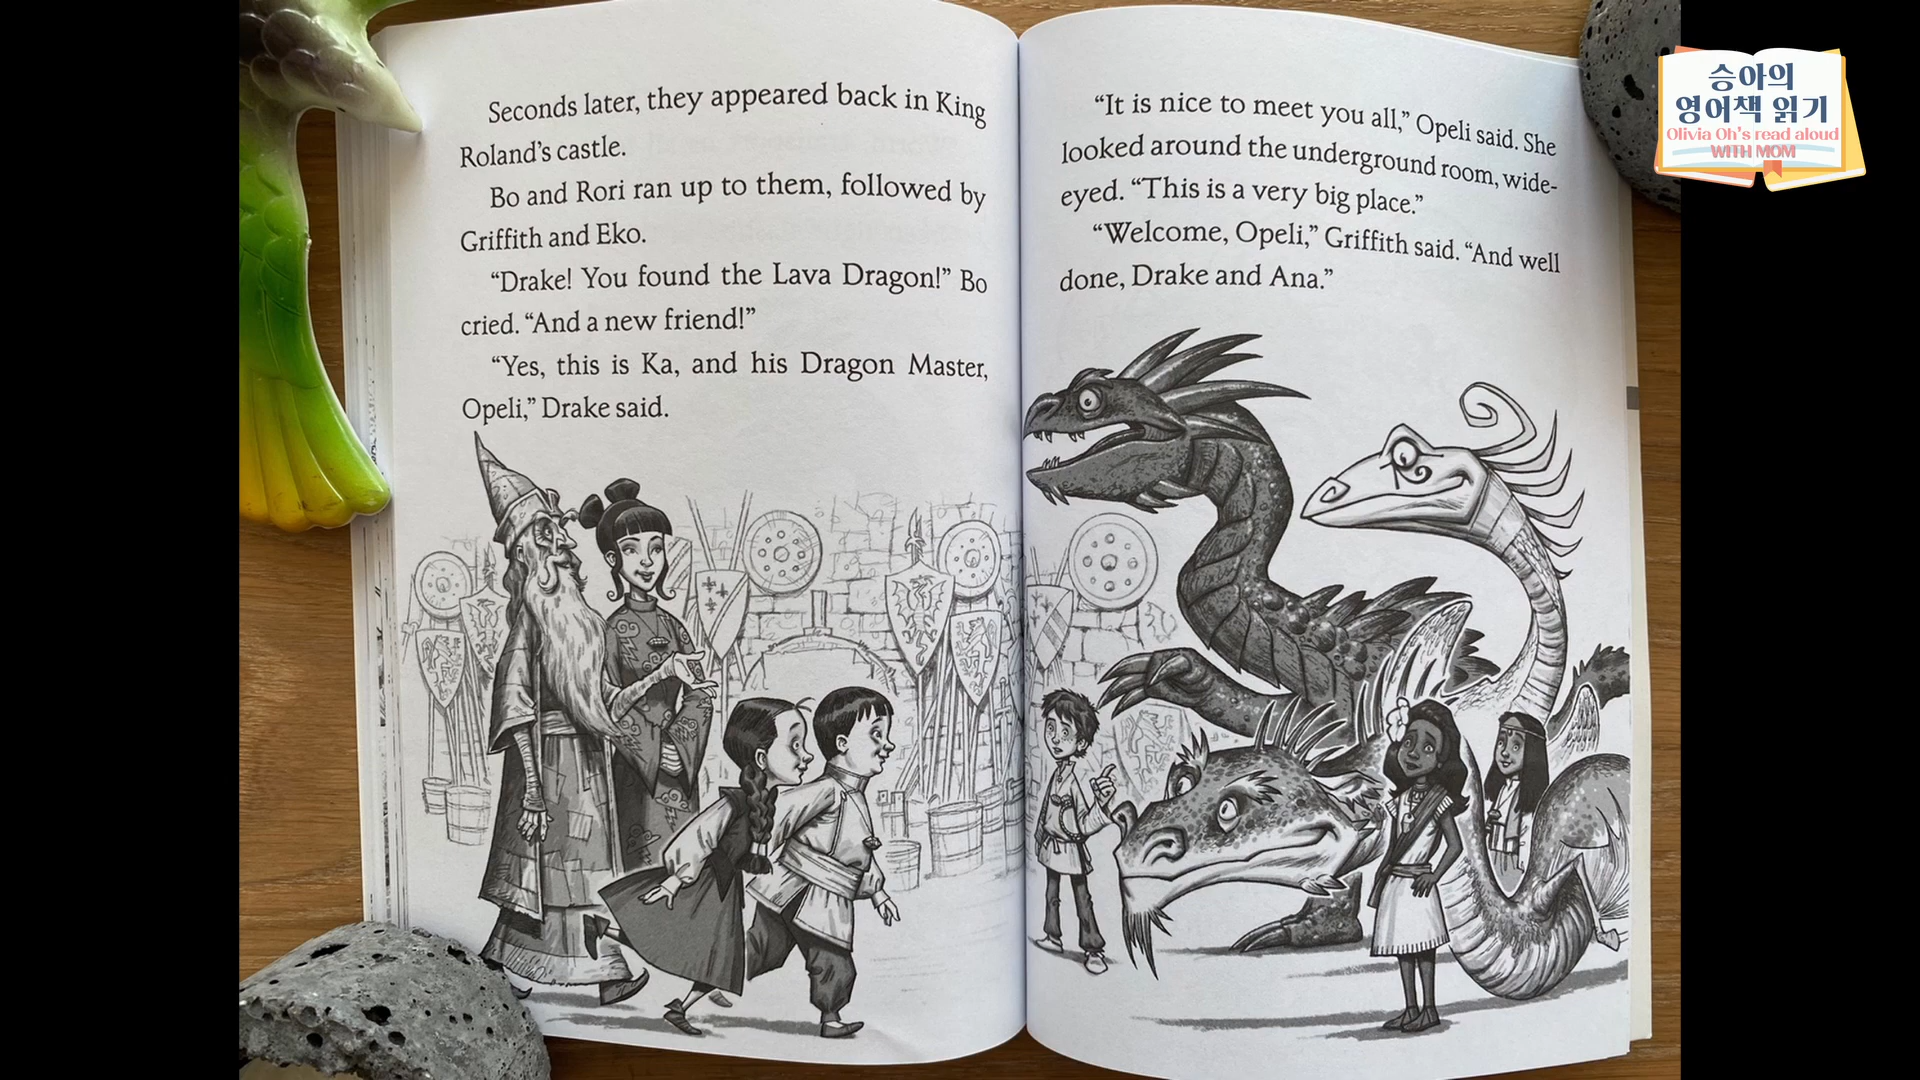 Seconds later, they appeared back in King
Roland's castle.
Bo and Rori ran up to them, followed by
Griffith and Eko.
“Drake! You found the Lava Dragon!” Bo
cried. “And a new friend!”
“Yes, this is Ka, and his Dragon Master,
Opeli,” Drake said.
“It is nice to meet you all,” Opeli said. She
looked around the underground room, wide-
eyed. “This is a very big place.”
“Welcome, Opeli,” Griffith said. “And well
done, Drake and Ana.”
승아의
영어책 읽기
Olivia Oh's read aloud
WITH MOM